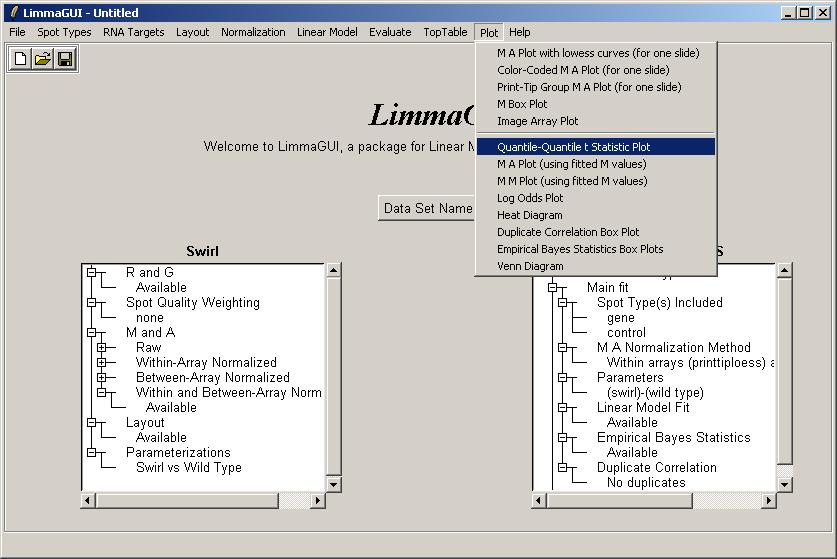 LimmaGUI - Untitled
File Spot Types RNA Targets Layout Normalization Linear Model Evaluate TopTable Plot Help
M A Plot with lowess curves (for one slide)
Color-Coded M A Plot (for one slide)
Print-Tip Group M A Plot (for one slide)
M Box Plot
Image Array Plot
Quantile-Quantile t Statistic Plot
M A Plot (using fitted M values)
M M Plot (using fitted M values)
Log Odds Plot
Heat Diagram
Duplicate Correlation Box Plot
Empirical Bayes Statistics Box Plots
Venn Diagram
Welcome to LimmaGUI, a package for Linear
Data Set Name
Swirl
R and G
Available
Spot Quality Weighting
none
M and A
Raw
Within-Array Normalized
Between-Array Normalized
Within and Between-Array Norm
Available
Layout
Available
Parameterizations
Swirl vs Wild Type
Main fit
Spot Type(s) Included
gene
control
M A Normalization Method
Within arrays (printtiploess) a
Parameters
(swirl)-(wild type)
Linear Model Fit
Available
Empirical Bayes Statistics
Available
Duplicate Correlation
No duplicates